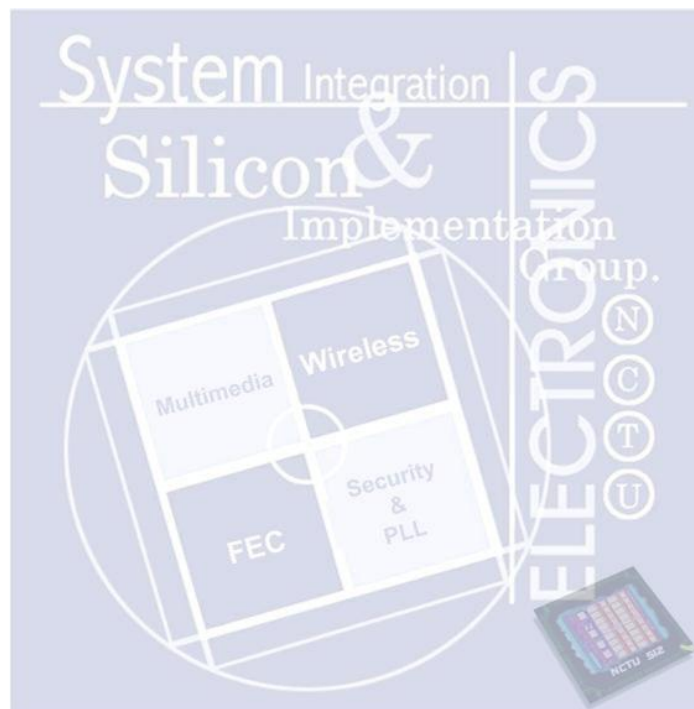 System Integration
&
Silicon
Implementation
Group.
ELECTRONICS
N
C
T
U
Wireless
Multimedia
Security
&
PLL
FEC
NCTU SI2